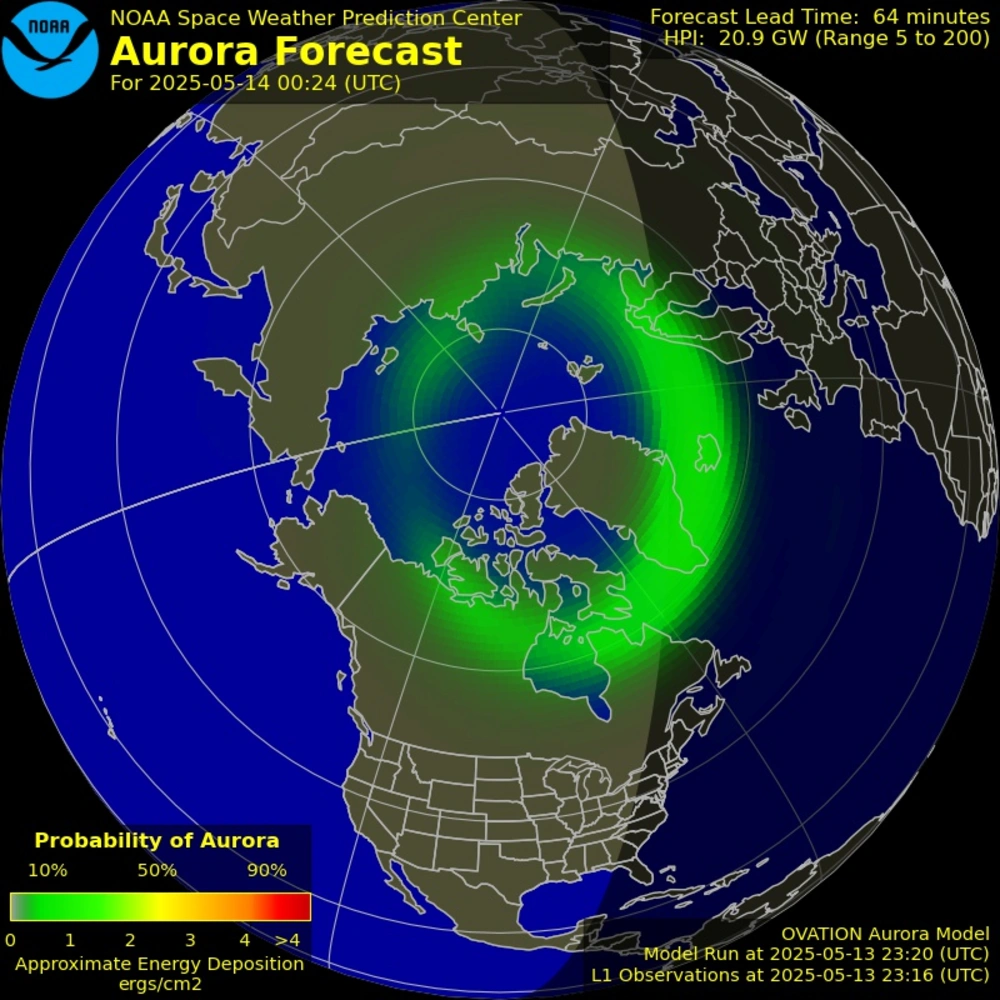 NOAA
NOAA Space Weather Prediction Center
Aurora Forecast
For 2025-05-14 00:24 (UTC)
Forecast Lead Time: 64 minutes
HPI: 20.9 GW (Range 5 to 200)
Probability of Aurora
10% 50% 90%
0 1 2 3 4 >4
Approximate Energy Deposition
ergs/cm2
OVATION Aurora Model
Model Run at 2025-05-13 23:20 (UTC)
L1 Observations at 2025-05-13 23:16 (UTC)